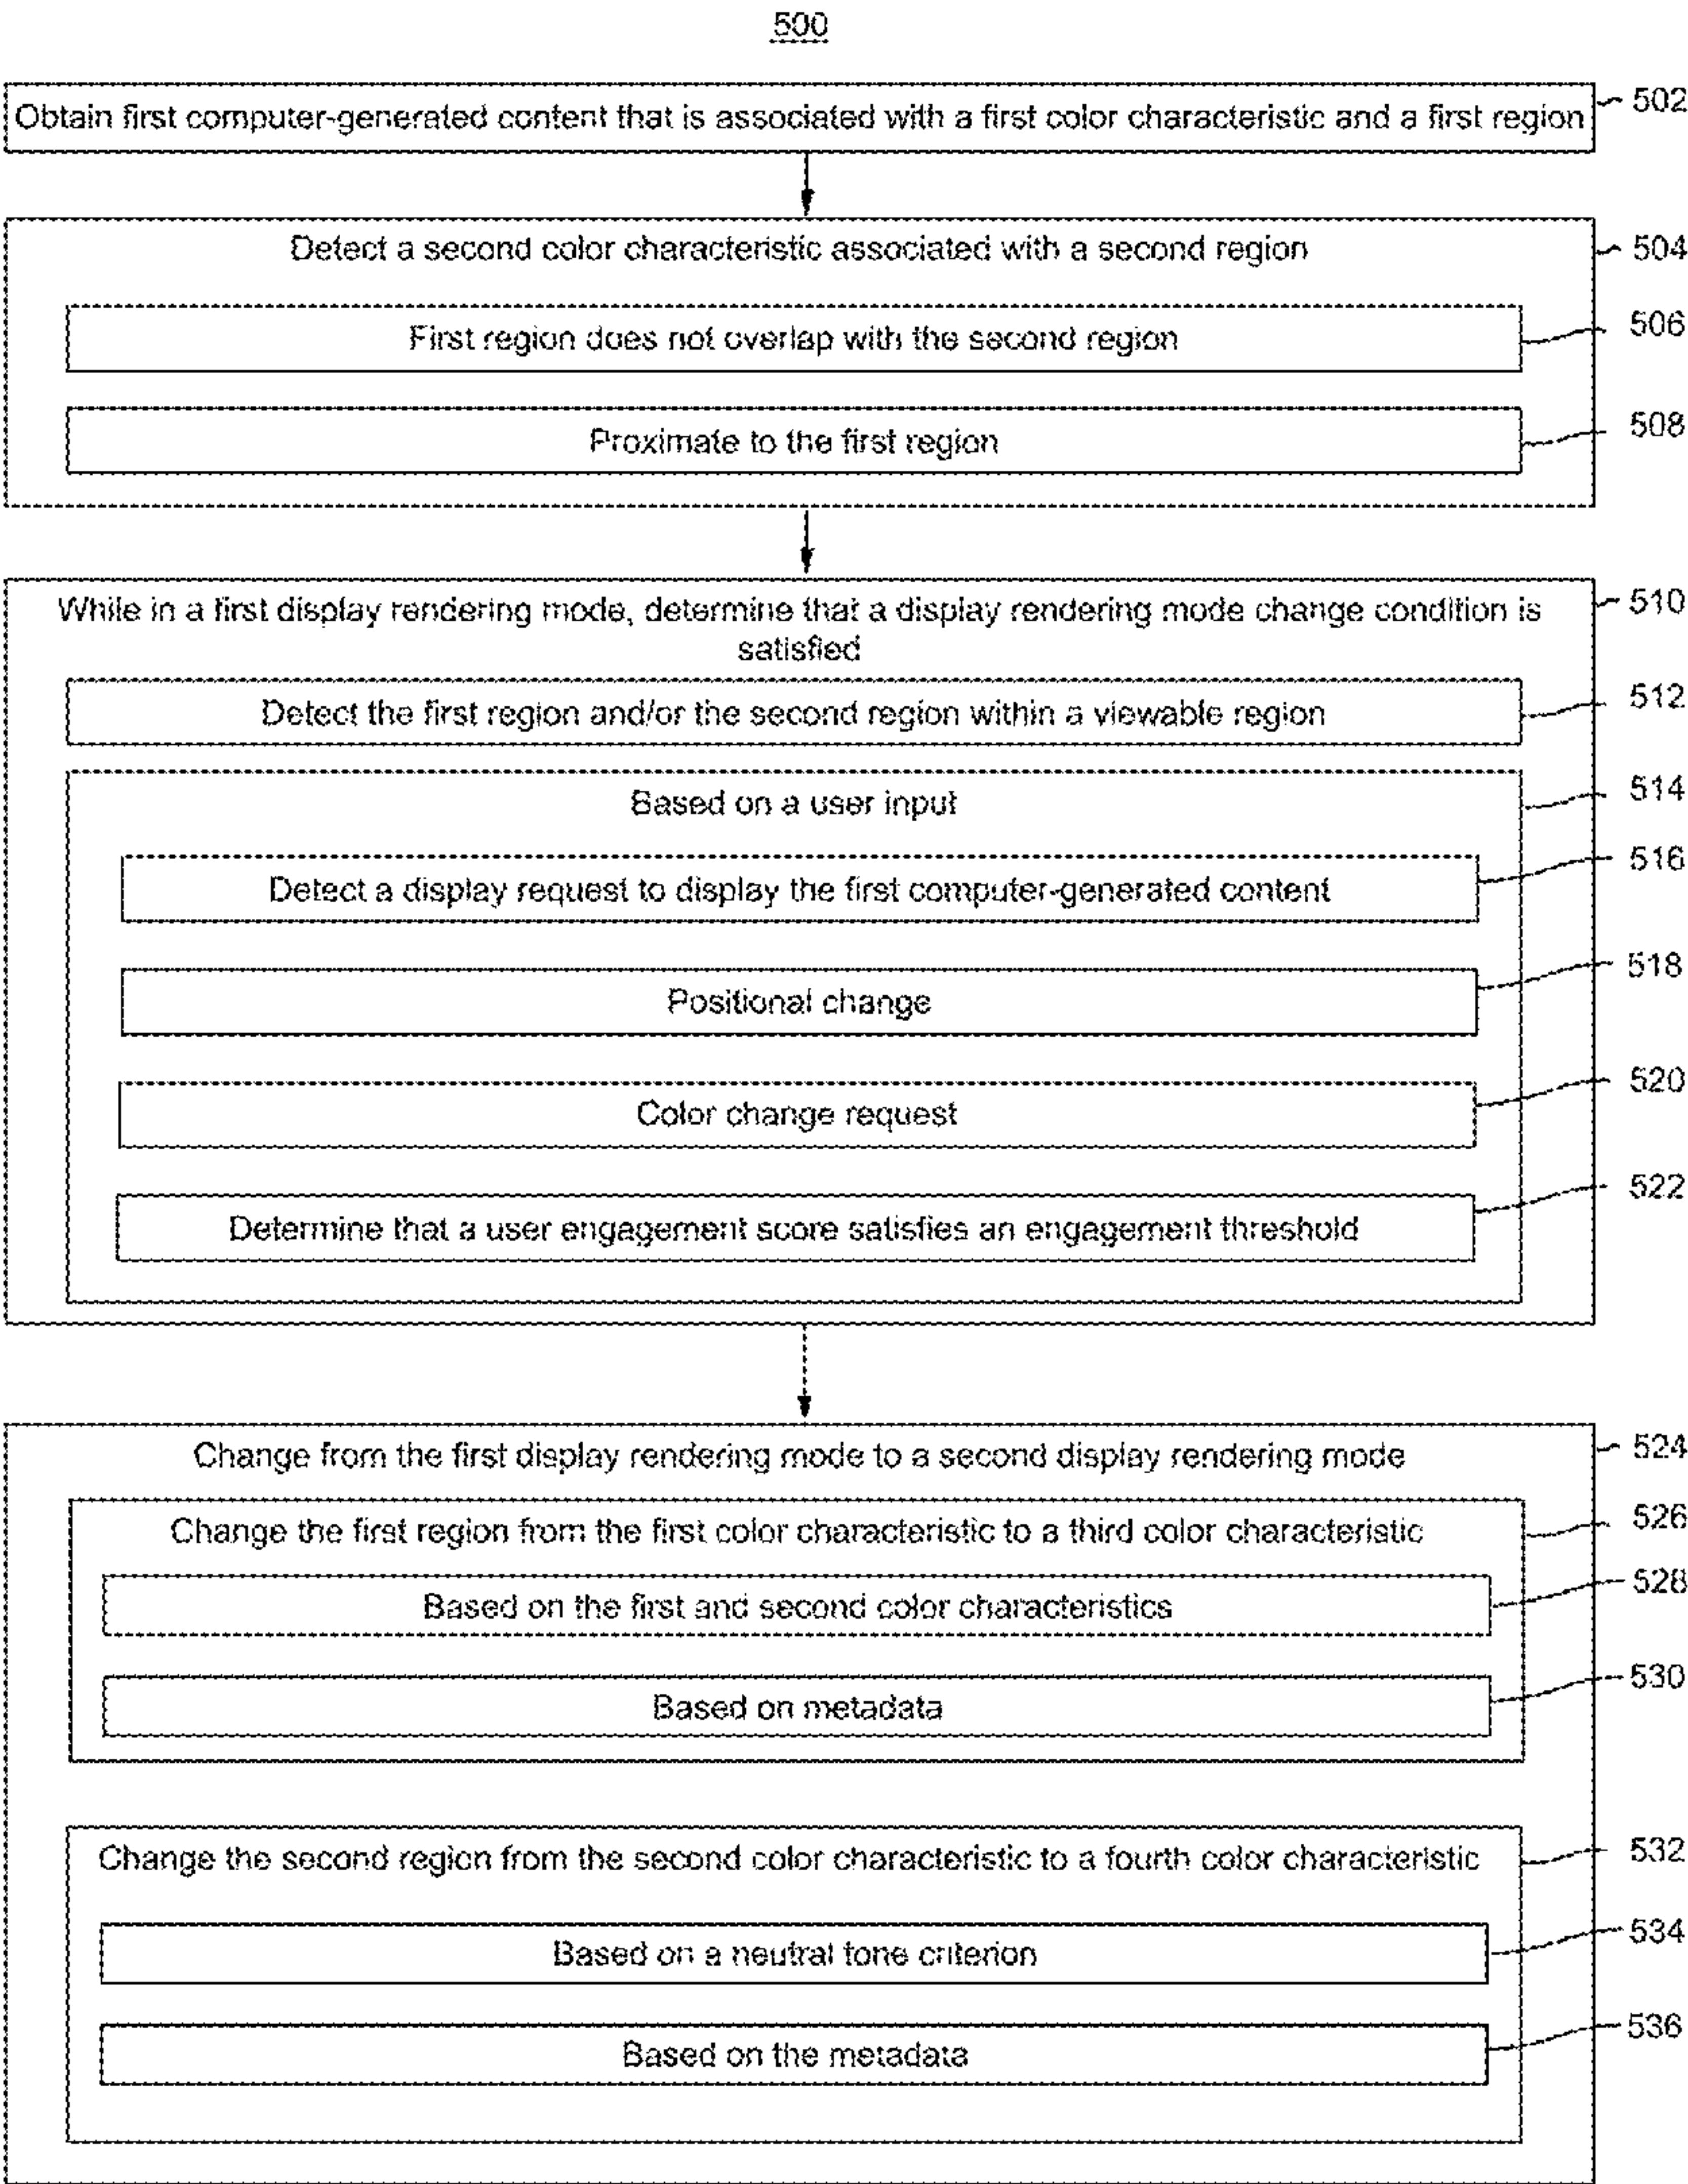 500
Obtain first computer-generated content that is associated with a first color characteristic and a first region
502
Detect a second color characteristic associated with a second region
504
First region does not overlap with the second region
506
Proximate to the first region
508
While in a first display rendering mode, determine that a display rendering mode change condition is
satisfied
510
Detect the first region and/or the second region within a viewable region
512
Based on a user input
514
Detect a display request to display the first computer-generated content
516
Positional change
518
Color change request
520
Determine that a user engagement score satisfies an engagement threshold
522
Change from the first display rendering mode to a second display rendering mode
524
Change the first region from the first color characteristic to a third color characteristic
526
Based on the first and second color characteristics
528
Based on metadata
530
Change the second region from the second color characteristic to a fourth color characteristic
532
Based on a neutral tone criterion
534
Based on the metadata
536